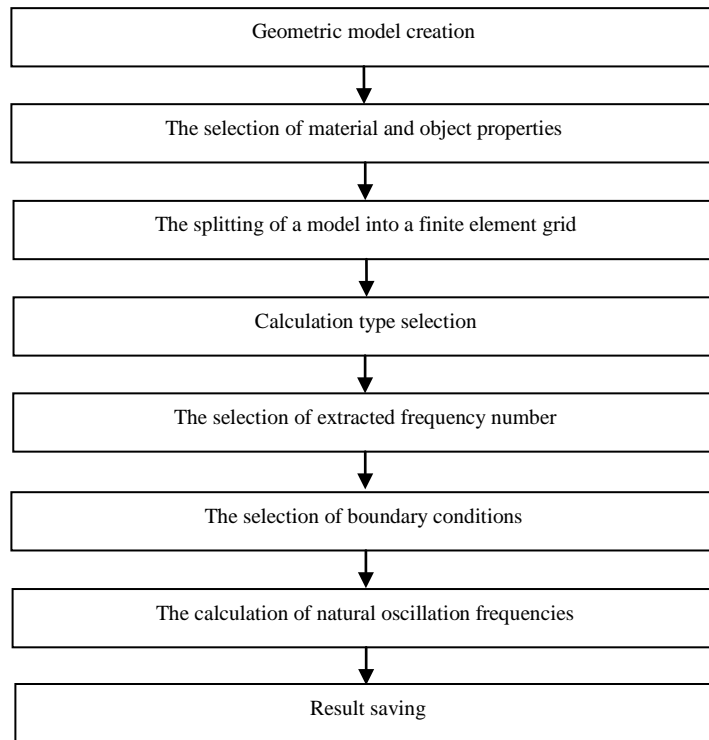 Geometric model creation
The selection of material and object properties
The splitting of a model into a finite element grid
Calculation type selection
The selection of extracted frequency number
The selection of boundary conditions
The calculation of natural oscillation frequencies
Result saving